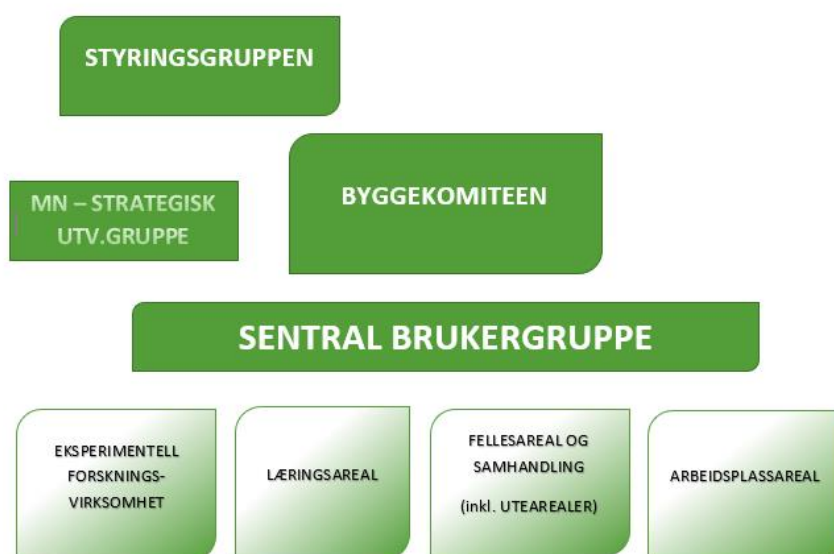 STYRINGSGRUPPEN
BYGGEKOMITEEN
MN – STRATEGISK
UTV.GRUPPE
SENTRAL BRUKERGRUPPE
EKSPERIMENTELL
FORSKNINGS-
VIRKSOMHET
LÆRINGSAREAL
FELLESAREAL OG
SAMHANDLING
(inkl. UTEAREALER)
ARBEIDSPLASSAREAL